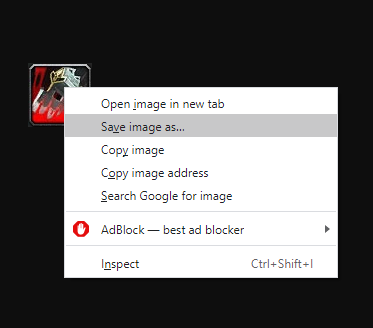 Open image in new tab
Save image as...
Copy image
Copy image address
Search Google for image
AdBlock — best ad blocker
Inspect Ctrl+Shift+I